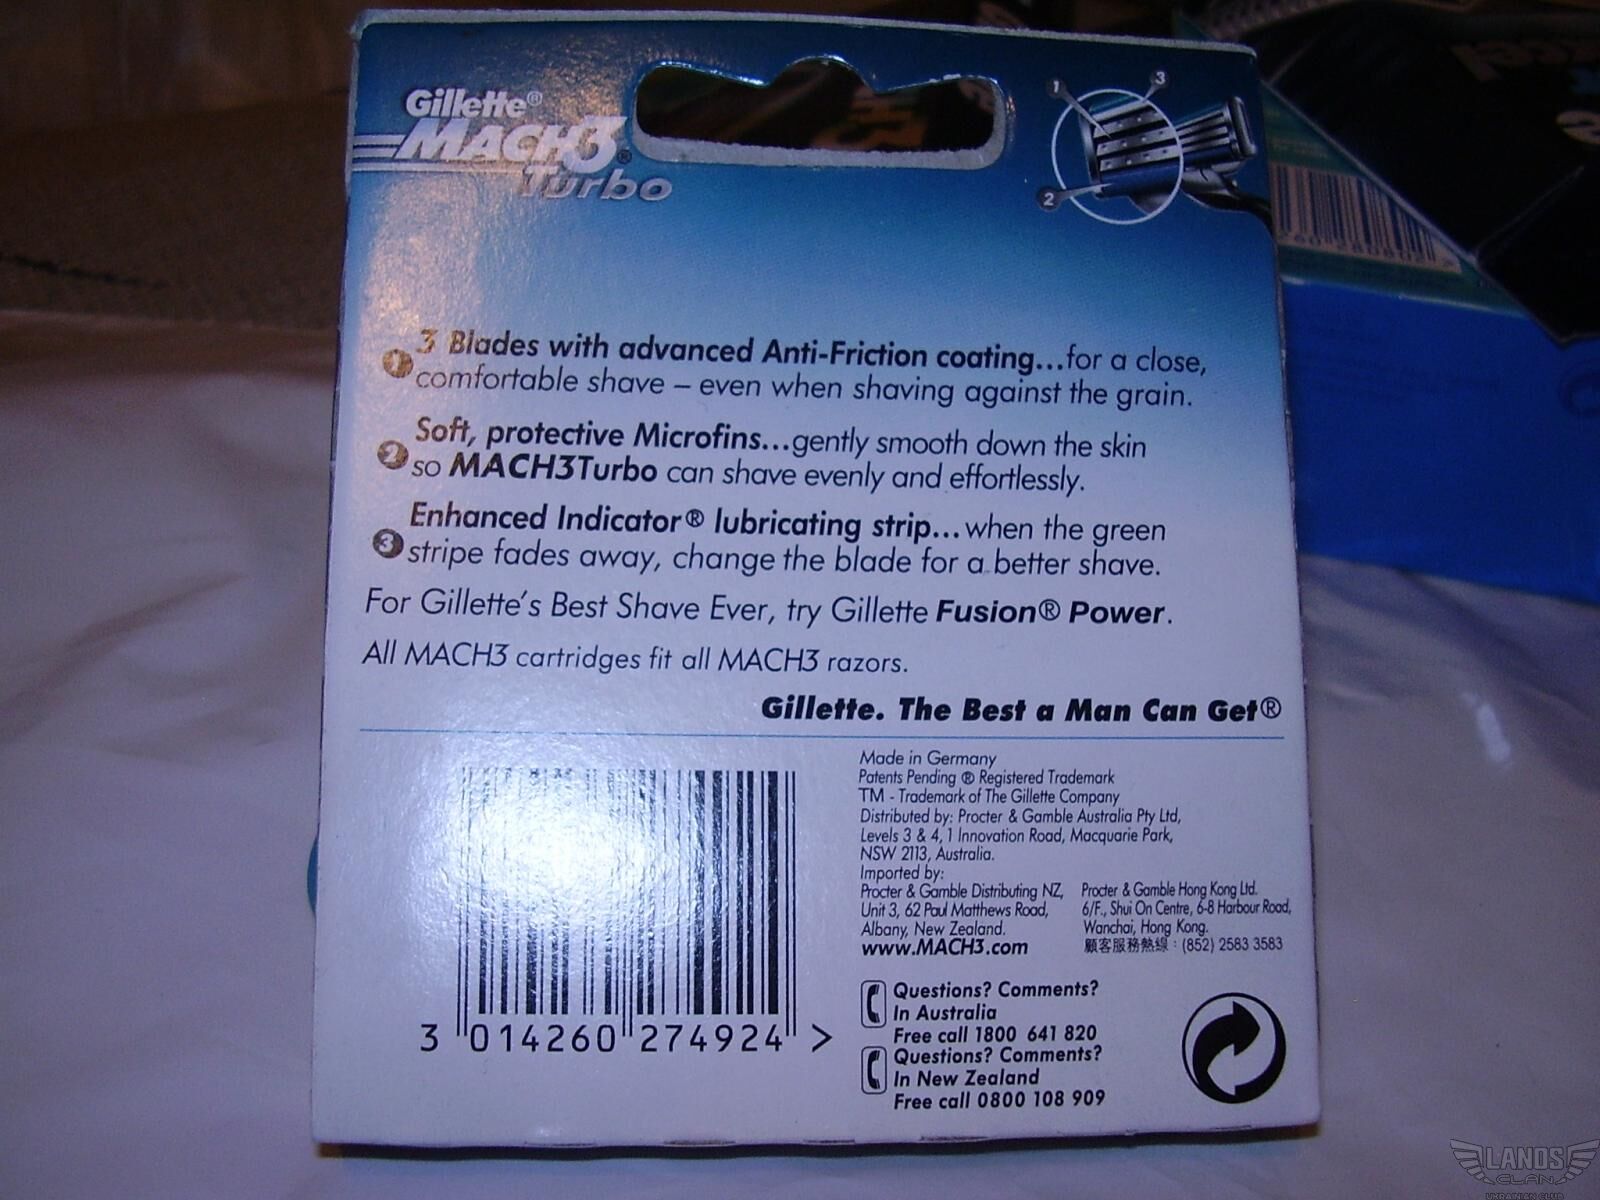 Gillette®
MACH3®
Turbo
1
3
2
1 3 Blades with advanced Anti-Friction coating...for a close,
comfortable shave – even when shaving against the grain.
2 Soft, protective Microfins...gently smooth down the skin
so MACH3Turbo can shave evenly and effortlessly.
3 Enhanced Indicator® lubricating strip...when the green
stripe fades away, change the blade for a better shave.
For Gillette's Best Shave Ever, try Gillette Fusion® Power.
All MACH3 cartridges fit all MACH3 razors.
Gillette. The Best a Man Can Get®
Made in Germany
Patents Pending ® Registered Trademark
TM - Trademark of The Gillette Company
Distributed by: Procter & Gamble Australia Pty Ltd,
Levels 3 & 4, 1 Innovation Road, Macquarie Park,
NSW 2113, Australia.
Imported by:
Procter & Gamble Distributing NZ,
Unit 3, 62 Paul Matthews Road,
Albany, New Zealand.
www.MACH3.com
Procter & Gamble Hong Kong Ltd.
6/F., Shui On Centre, 6-8 Harbour Road,
Wanchai, Hong Kong.
顧客服務熱線：(852) 2583 3583
Questions? Comments?
In Australia
Free call 1800 641 820
Questions? Comments?
In New Zealand
Free call 0800 108 909
3 014260 274924 >
LANOS
CLAN
UKRAINIAN CLUB